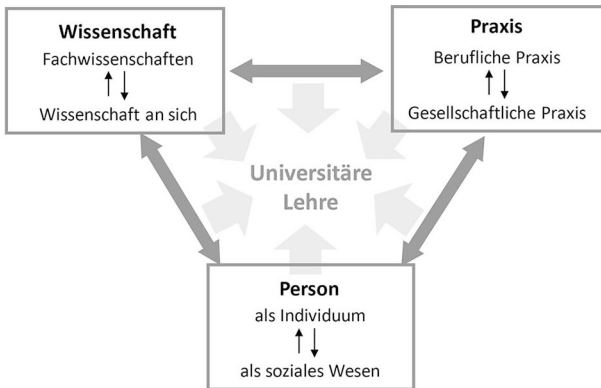 Wissenschaft
Fachwissenschaften
Wissenschaft an sich
Praxis
Berufliche Praxis
Gesellschaftliche Praxis
Universitäre
Lehre
Person
als Individuum
als soziales Wesen